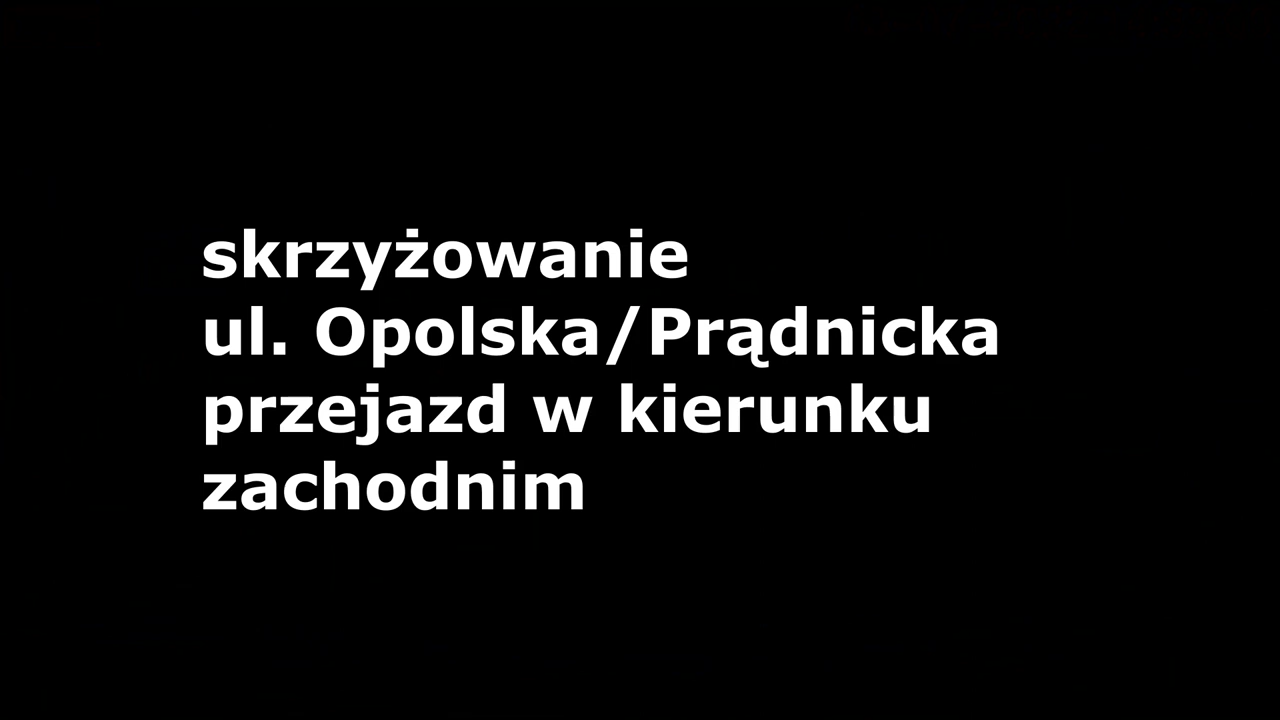 skrzyżowanie
ul. Opolska/Prądnicka
przejazd w kierunku
zachodnim